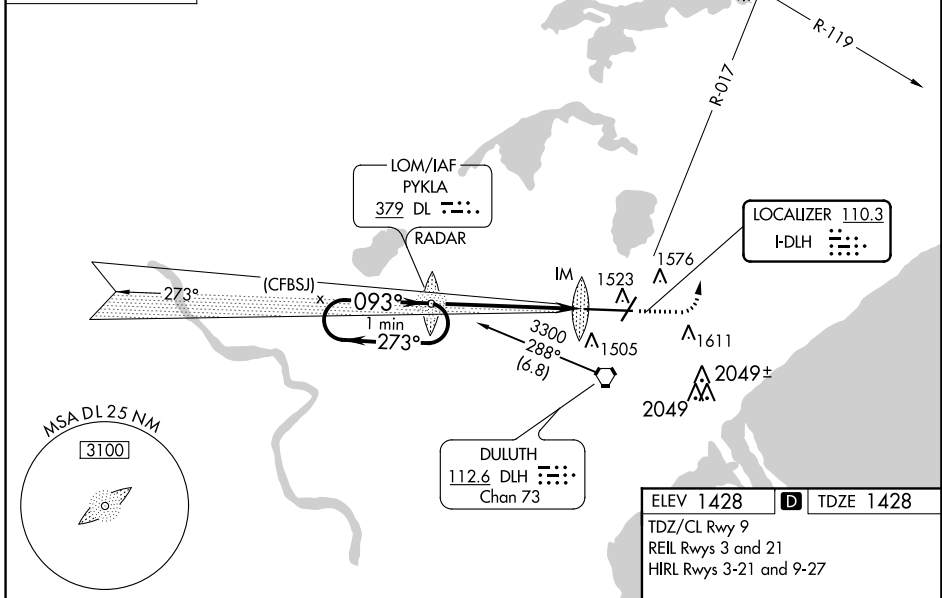 R-119
R-017
LOM/IAF
PYKLA
379 DL
RADAR
LOCALIZER 110.3
I-DLH
IM
1523
1576
(CFBSJ)
273°
x
093°
1 min
273°
3300
288°
(6.8)
1505
1611
2049±
2049
MSA DL 25 NM
3100
DULUTH
112.6 DLH
Chan 73
ELEV 1428 D TDZE 1428
TDZ/CL Rwy 9
REIL Rwys 3 and 21
HIRL Rwys 3-21 and 9-27